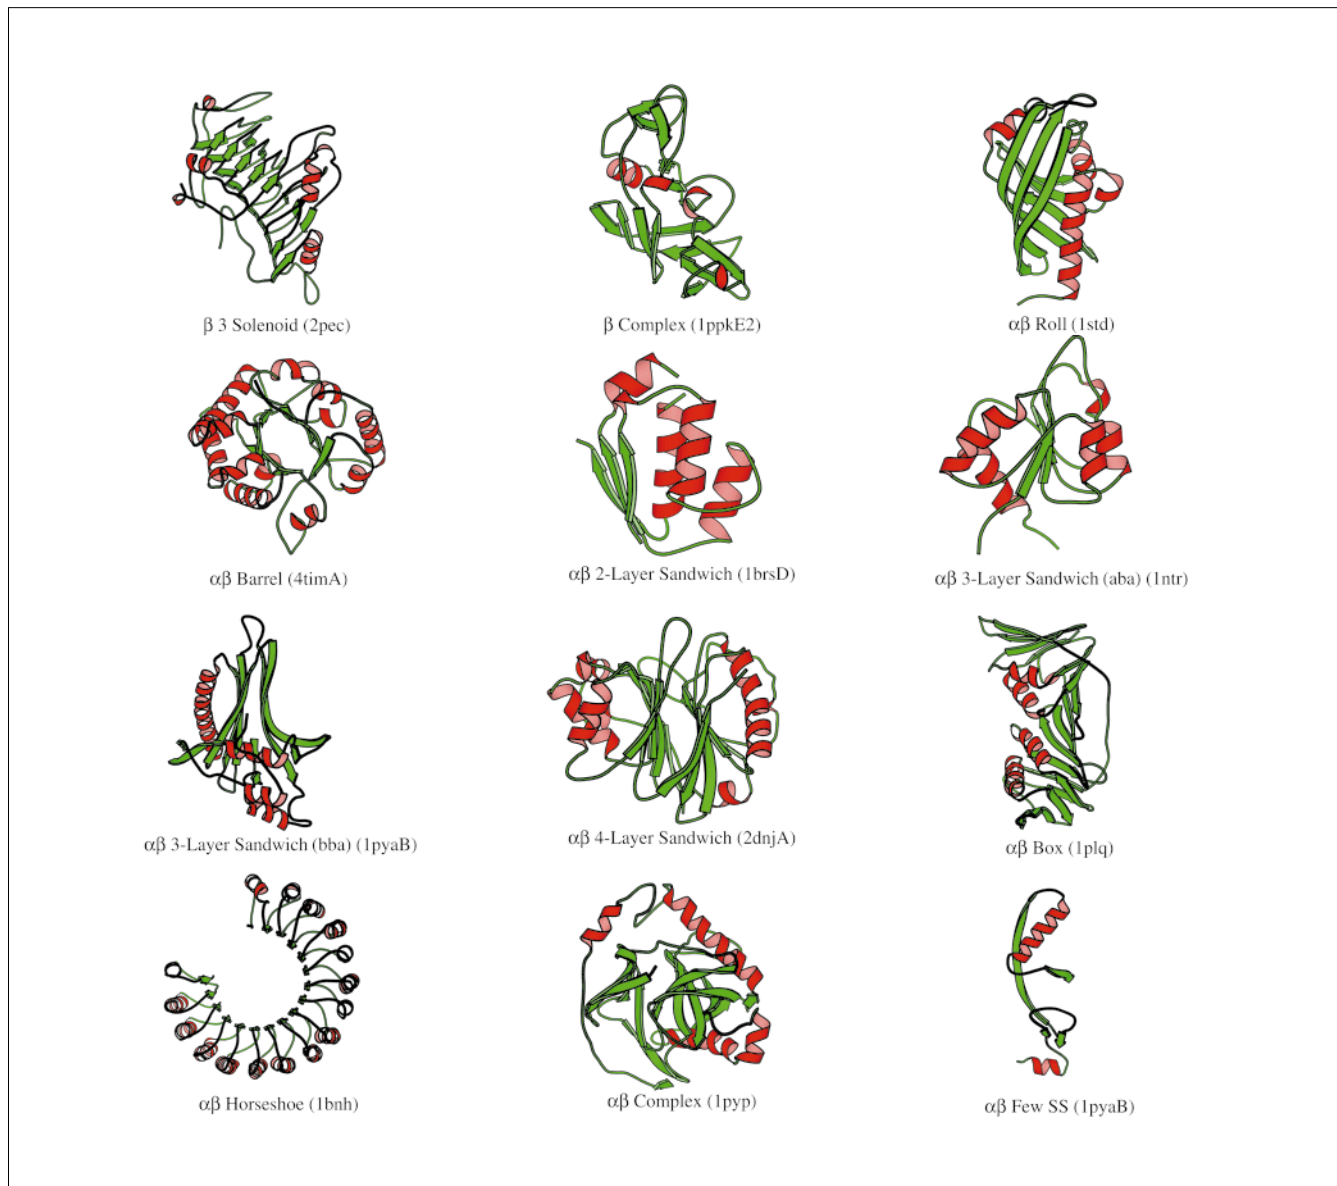 β 3 Solenoid (2pec)
β Complex (1ppkE2)
αβ Roll (1std)
αβ Barrel (4timA)
αβ 2-Layer Sandwich (1brsD)
αβ 3-Layer Sandwich (aba) (1ntr)
αβ 3-Layer Sandwich (bba) (1pyaB)
αβ 4-Layer Sandwich (2dnjA)
αβ Box (1plq)
αβ Horseshoe (1bnh)
αβ Complex (1pyp)
αβ Few SS (1pyaB)